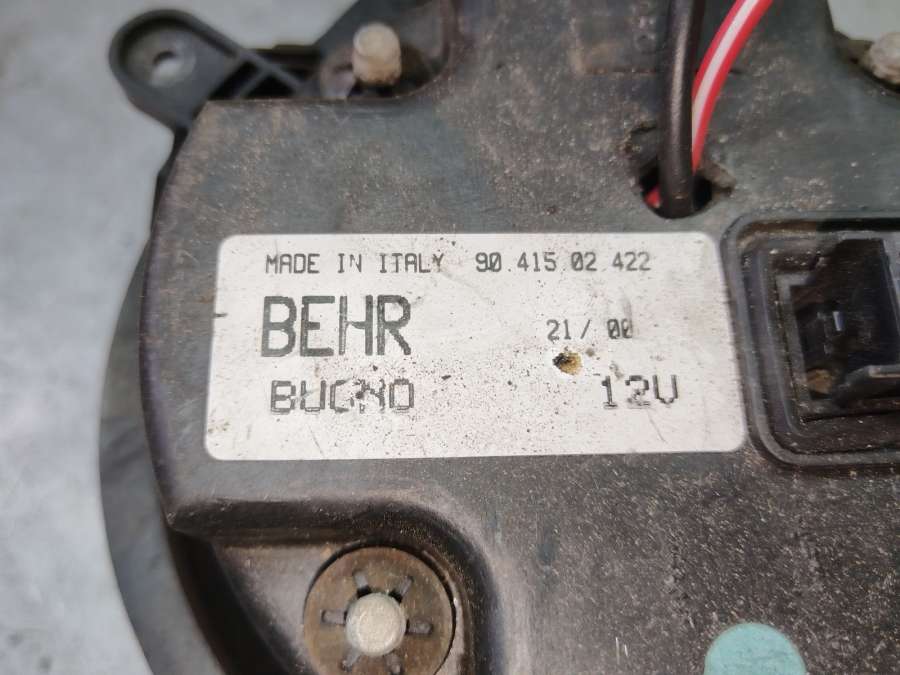 MADE IN ITALY 90.415.02.422
BEHR 21/00
BUGNO 12V